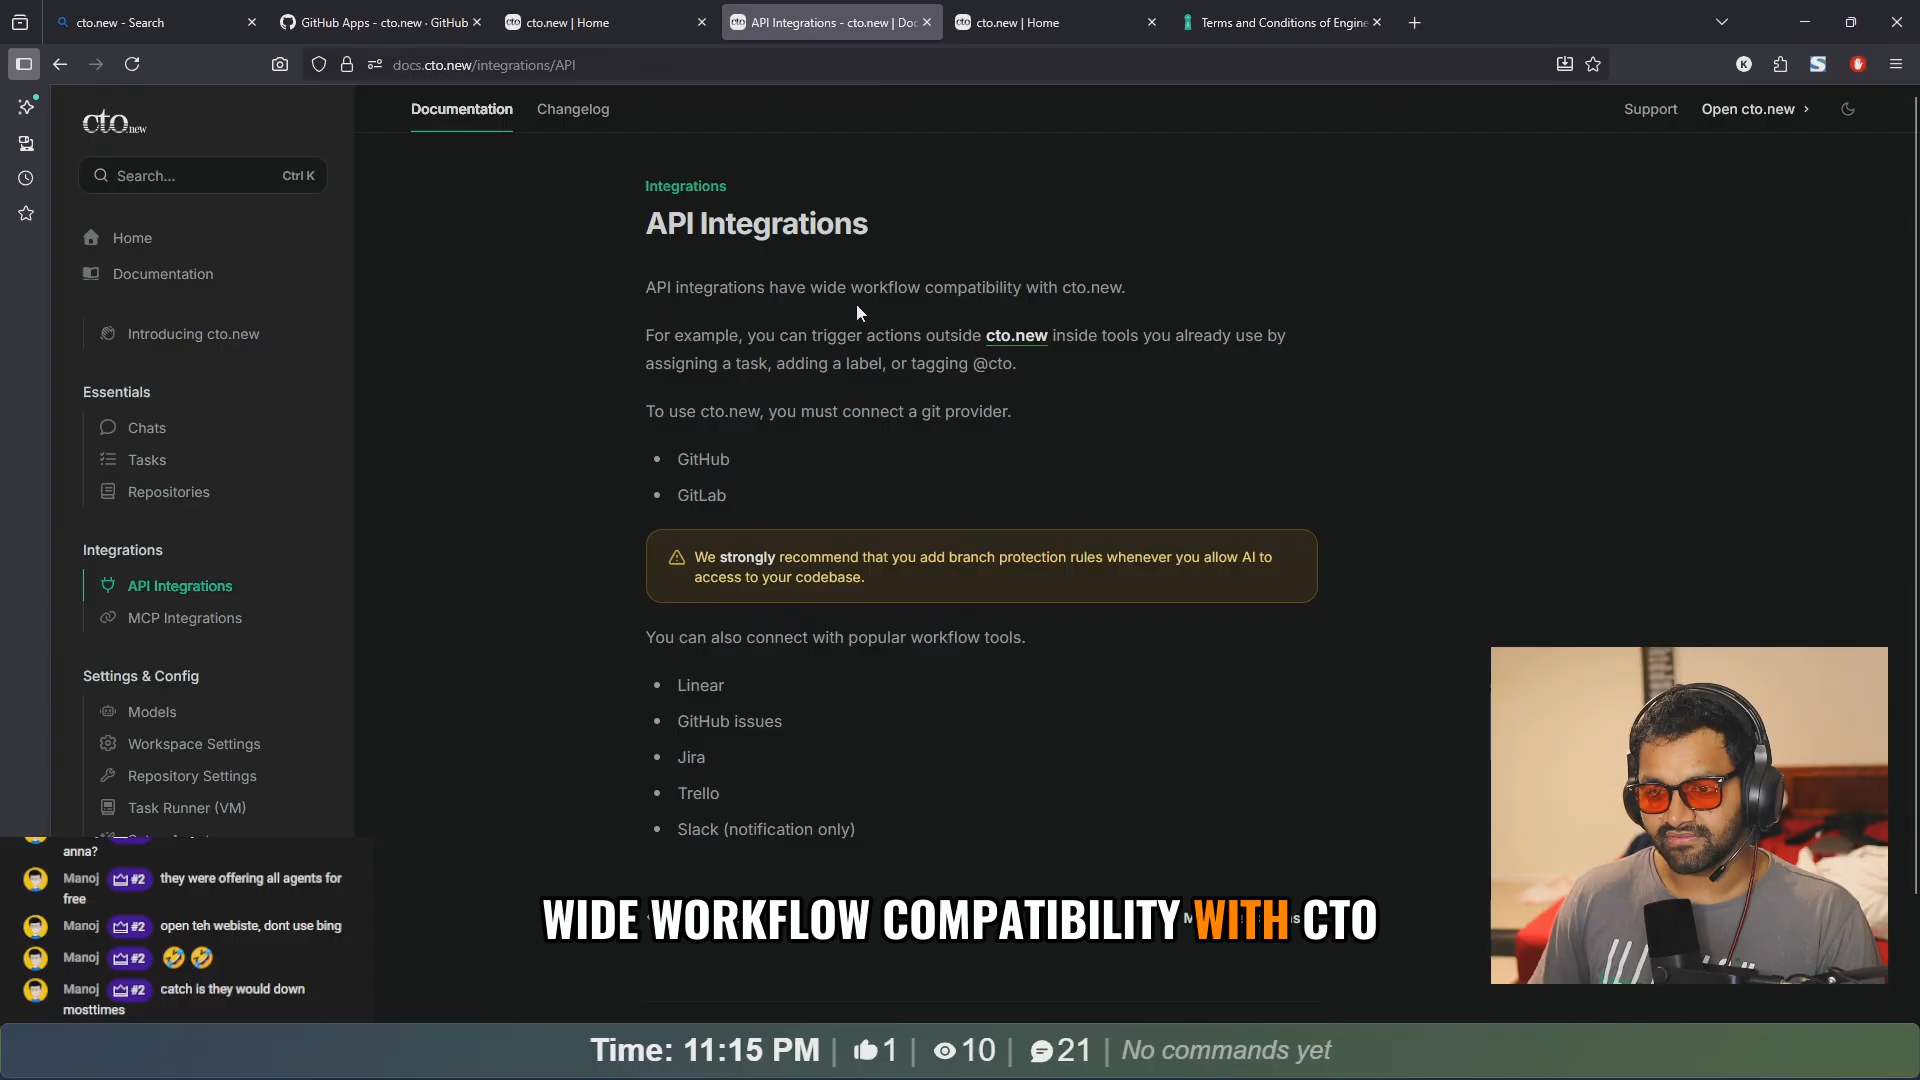 cto.new - Search
GitHub Apps - cto.new · GitHub
cto.new | Home
API Integrations - cto.new | Doc
cto.new | Home
Terms and Conditions of Engine
docs.cto.new/integrations/API
K
cto.new
Search...
Ctrl K
Home
Documentation
Introducing cto.new
Essentials
Chats
Tasks
Repositories
Integrations
API Integrations
MCP Integrations
Settings & Config
Models
Workspace Settings
Repository Settings
Task Runner (VM)
Documentation
Changelog
Support
Open cto.new
Integrations
API Integrations
API integrations have wide workflow compatibility with cto.new.
For example, you can trigger actions outside cto.new inside tools you already use by
assigning a task, adding a label, or tagging @cto.
To use cto.new, you must connect a git provider.
• GitHub
• GitLab
We strongly recommend that you add branch protection rules whenever you allow AI to
access to your codebase.
You can also connect with popular workflow tools.
• Linear
• GitHub issues
• Jira
• Trello
• Slack (notification only)
anna?
Manoj #2 they were offering all agents for
free
Manoj #2 open teh webiste, dont use bing
Manoj #2 🤣 🤣
Manoj #2 catch is they would down
mosttimes
WIDE WORKFLOW COMPATIBILITY WITH CTO
Time: 11:15 PM | 1 | 10 | 21 | No commands yet